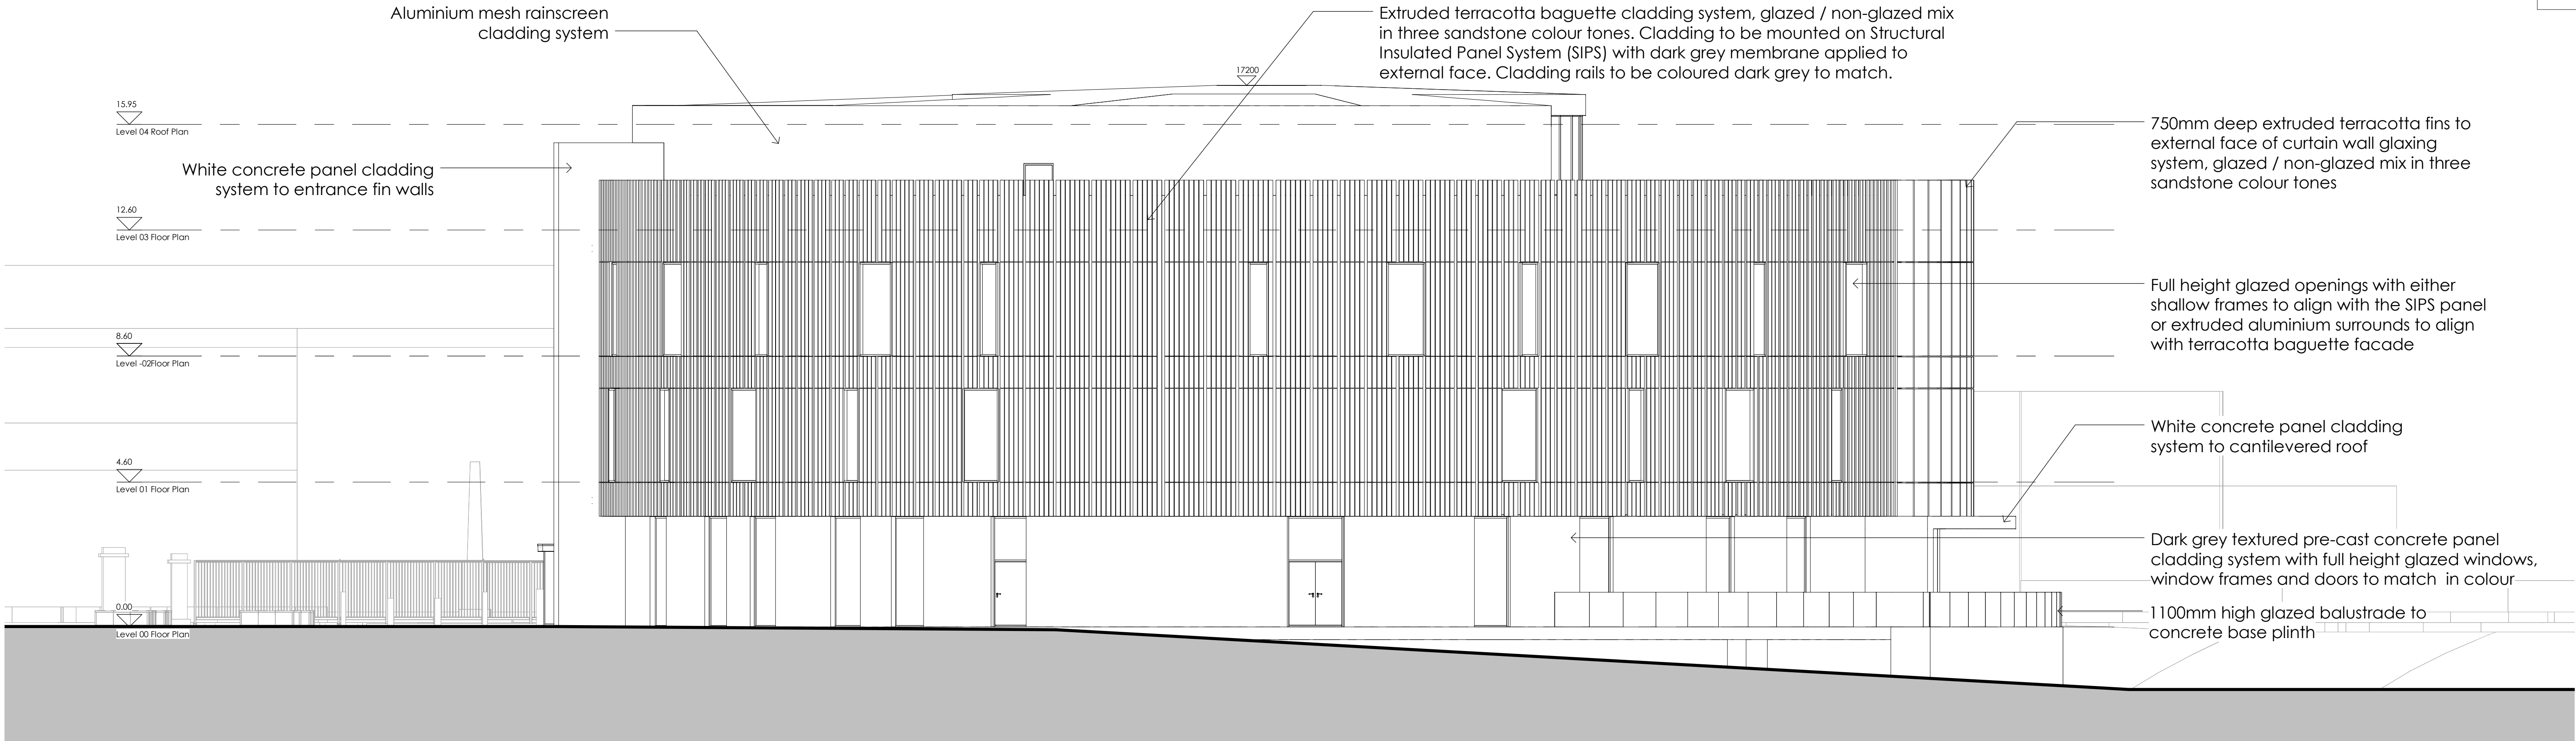 Aluminium mesh rainscreen
cladding system
Extruded terracotta baguette cladding system, glazed / non-glazed mix
in three sandstone colour tones. Cladding to be mounted on Structural
Insulated Panel System (SIPS) with dark grey membrane applied to
external face. Cladding rails to be coloured dark grey to match.
17200
15.95
Level 04 Roof Plan
750mm deep extruded terracotta fins to
external face of curtain wall glaxing
system, glazed / non-glazed mix in three
sandstone colour tones
White concrete panel cladding
system to entrance fin walls
12.60
Level 03 Floor Plan
Full height glazed openings with either
shallow frames to align with the SIPS panel
or extruded aluminium surrounds to align
with terracotta baguette facade
8.60
Level -02Floor Plan
White concrete panel cladding
system to cantilevered roof
4.60
Level 01 Floor Plan
Dark grey textured pre-cast concrete panel
cladding system with full height glazed windows,
window frames and doors to match  in colour
0.00
Level 00 Floor Plan
1100mm high glazed balustrade to
concrete base plinth